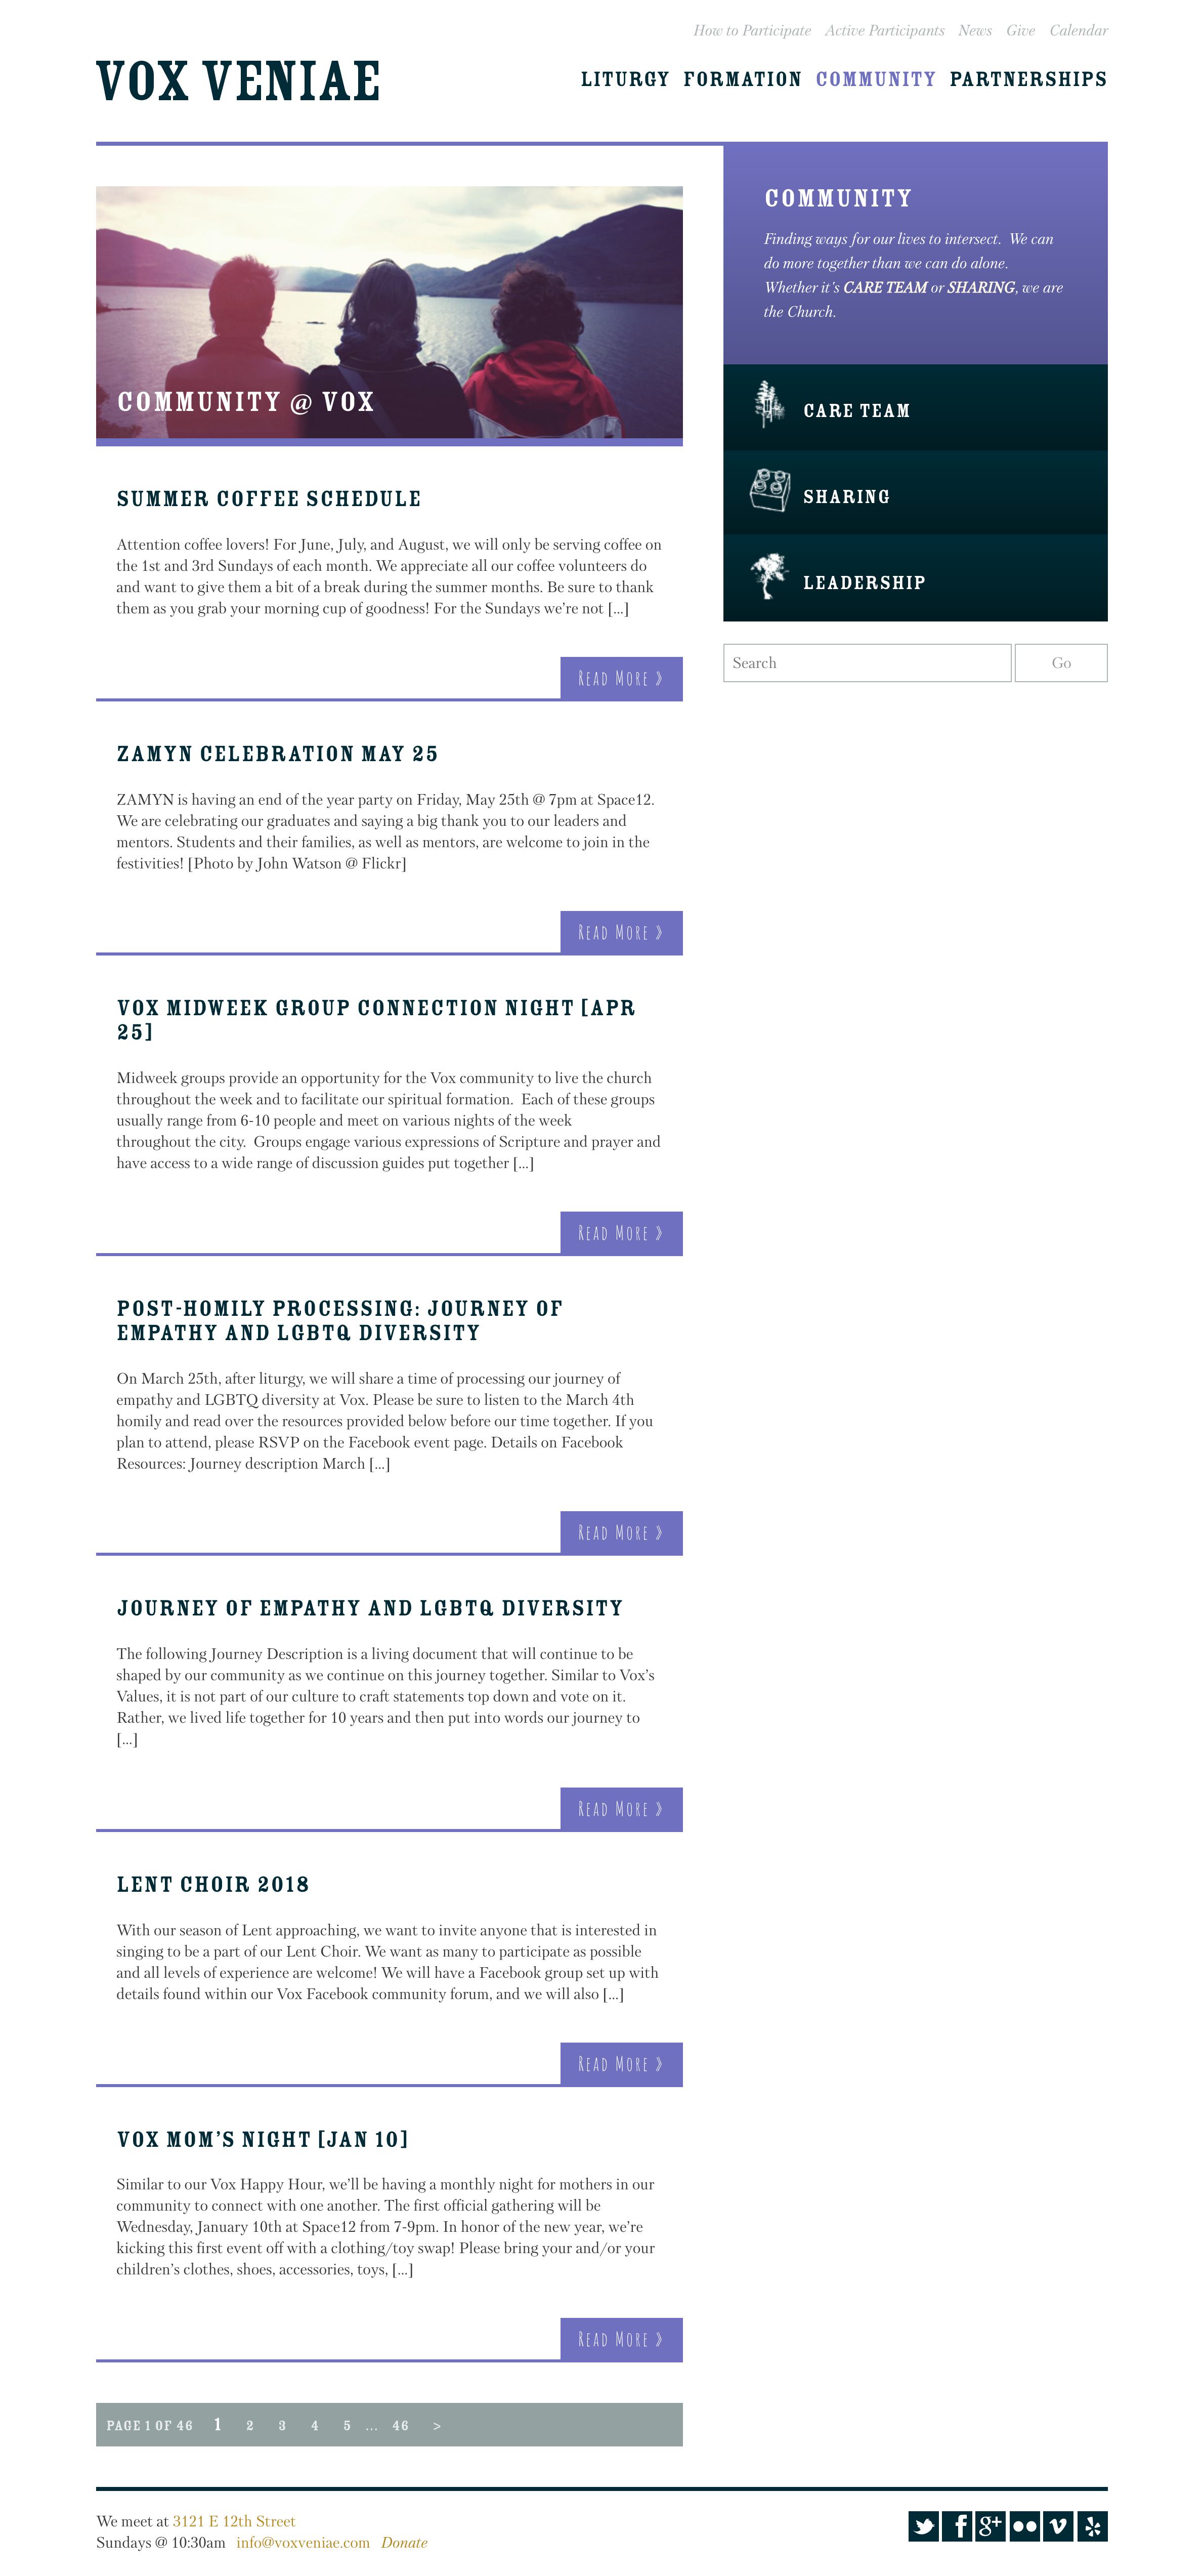 How to Participate Active Participants News Give Calendar
VOX VENIAE
LITURGY FORMATION COMMUNITY PARTNERSHIPS
COMMUNITY @ VOX
SUMMER COFFEE SCHEDULE
Attention coffee lovers! For June, July, and August, we will only be serving coffee on
the 1st and 3rd Sundays of each month. We appreciate all our coffee volunteers do
and want to give them a bit of a break during the summer months. Be sure to thank
them as you grab your morning cup of goodness! For the Sundays we're not [...]
Read More »
ZAMYN CELEBRATION MAY 25
ZAMYN is having an end of the year party on Friday, May 25th @ 7pm at Space12.
We are celebrating our graduates and saying a big thank you to our leaders and
mentors. Students and their families, as well as mentors, are welcome to join in the
festivities! [Photo by John Watson @ Flickr]
Read More »
VOX MIDWEEK GROUP CONNECTION NIGHT [APR
25]
Midweek groups provide an opportunity for the Vox community to live the church
throughout the week and to facilitate our spiritual formation. Each of these groups
usually range from 6-10 people and meet on various nights of the week
throughout the city. Groups engage various expressions of Scripture and prayer and
have access to a wide range of discussion guides put together [...]
Read More »
POST-HOMILY PROCESSING: JOURNEY OF
EMPATHY AND LGBTQ DIVERSITY
On March 25th, after liturgy, we will share a time of processing our journey of
empathy and LGBTQ diversity at Vox. Please be sure to listen to the March 4th
homily and read over the resources provided below before our time together. If you
plan to attend, please RSVP on the Facebook event page. Details on Facebook
Resources: Journey description March [...]
Read More »
JOURNEY OF EMPATHY AND LGBTQ DIVERSITY
The following Journey Description is a living document that will continue to be
shaped by our community as we continue on this journey together. Similar to Vox's
Values, it is not part of our culture to craft statements top down and vote on it.
Rather, we lived life together for 10 years and then put into words our journey to
[...]
Read More »
LENT CHOIR 2018
With our season of Lent approaching, we want to invite anyone that is interested in
singing to be a part of our Lent Choir. We want as many to participate as possible
and all levels of experience are welcome! We will have a Facebook group set up with
details found within our Vox Facebook community forum, and we will also [...]
Read More »
VOX MOM'S NIGHT [JAN 10]
Similar to our Vox Happy Hour, we'll be having a monthly night for mothers in our
community to connect with one another. The first official gathering will be
Wednesday, January 10th at Space12 from 7-9pm. In honor of the new year, we're
kicking this first event off with a clothing/toy swap! Please bring your and/or your
children's clothes, shoes, accessories, toys, [...]
Read More »
PAGE 1 OF 46 1 2 3 4 5 ... 46 >
COMMUNITY
Finding ways for our lives to intersect. We can
do more together than we can do alone.
Whether it's CARE TEAM or SHARING, we are
the Church.
CARE TEAM
SHARING
LEADERSHIP
Search Go
We meet at 3121 E 12th Street
Sundays @ 10:30am info@voxveniae.com Donate